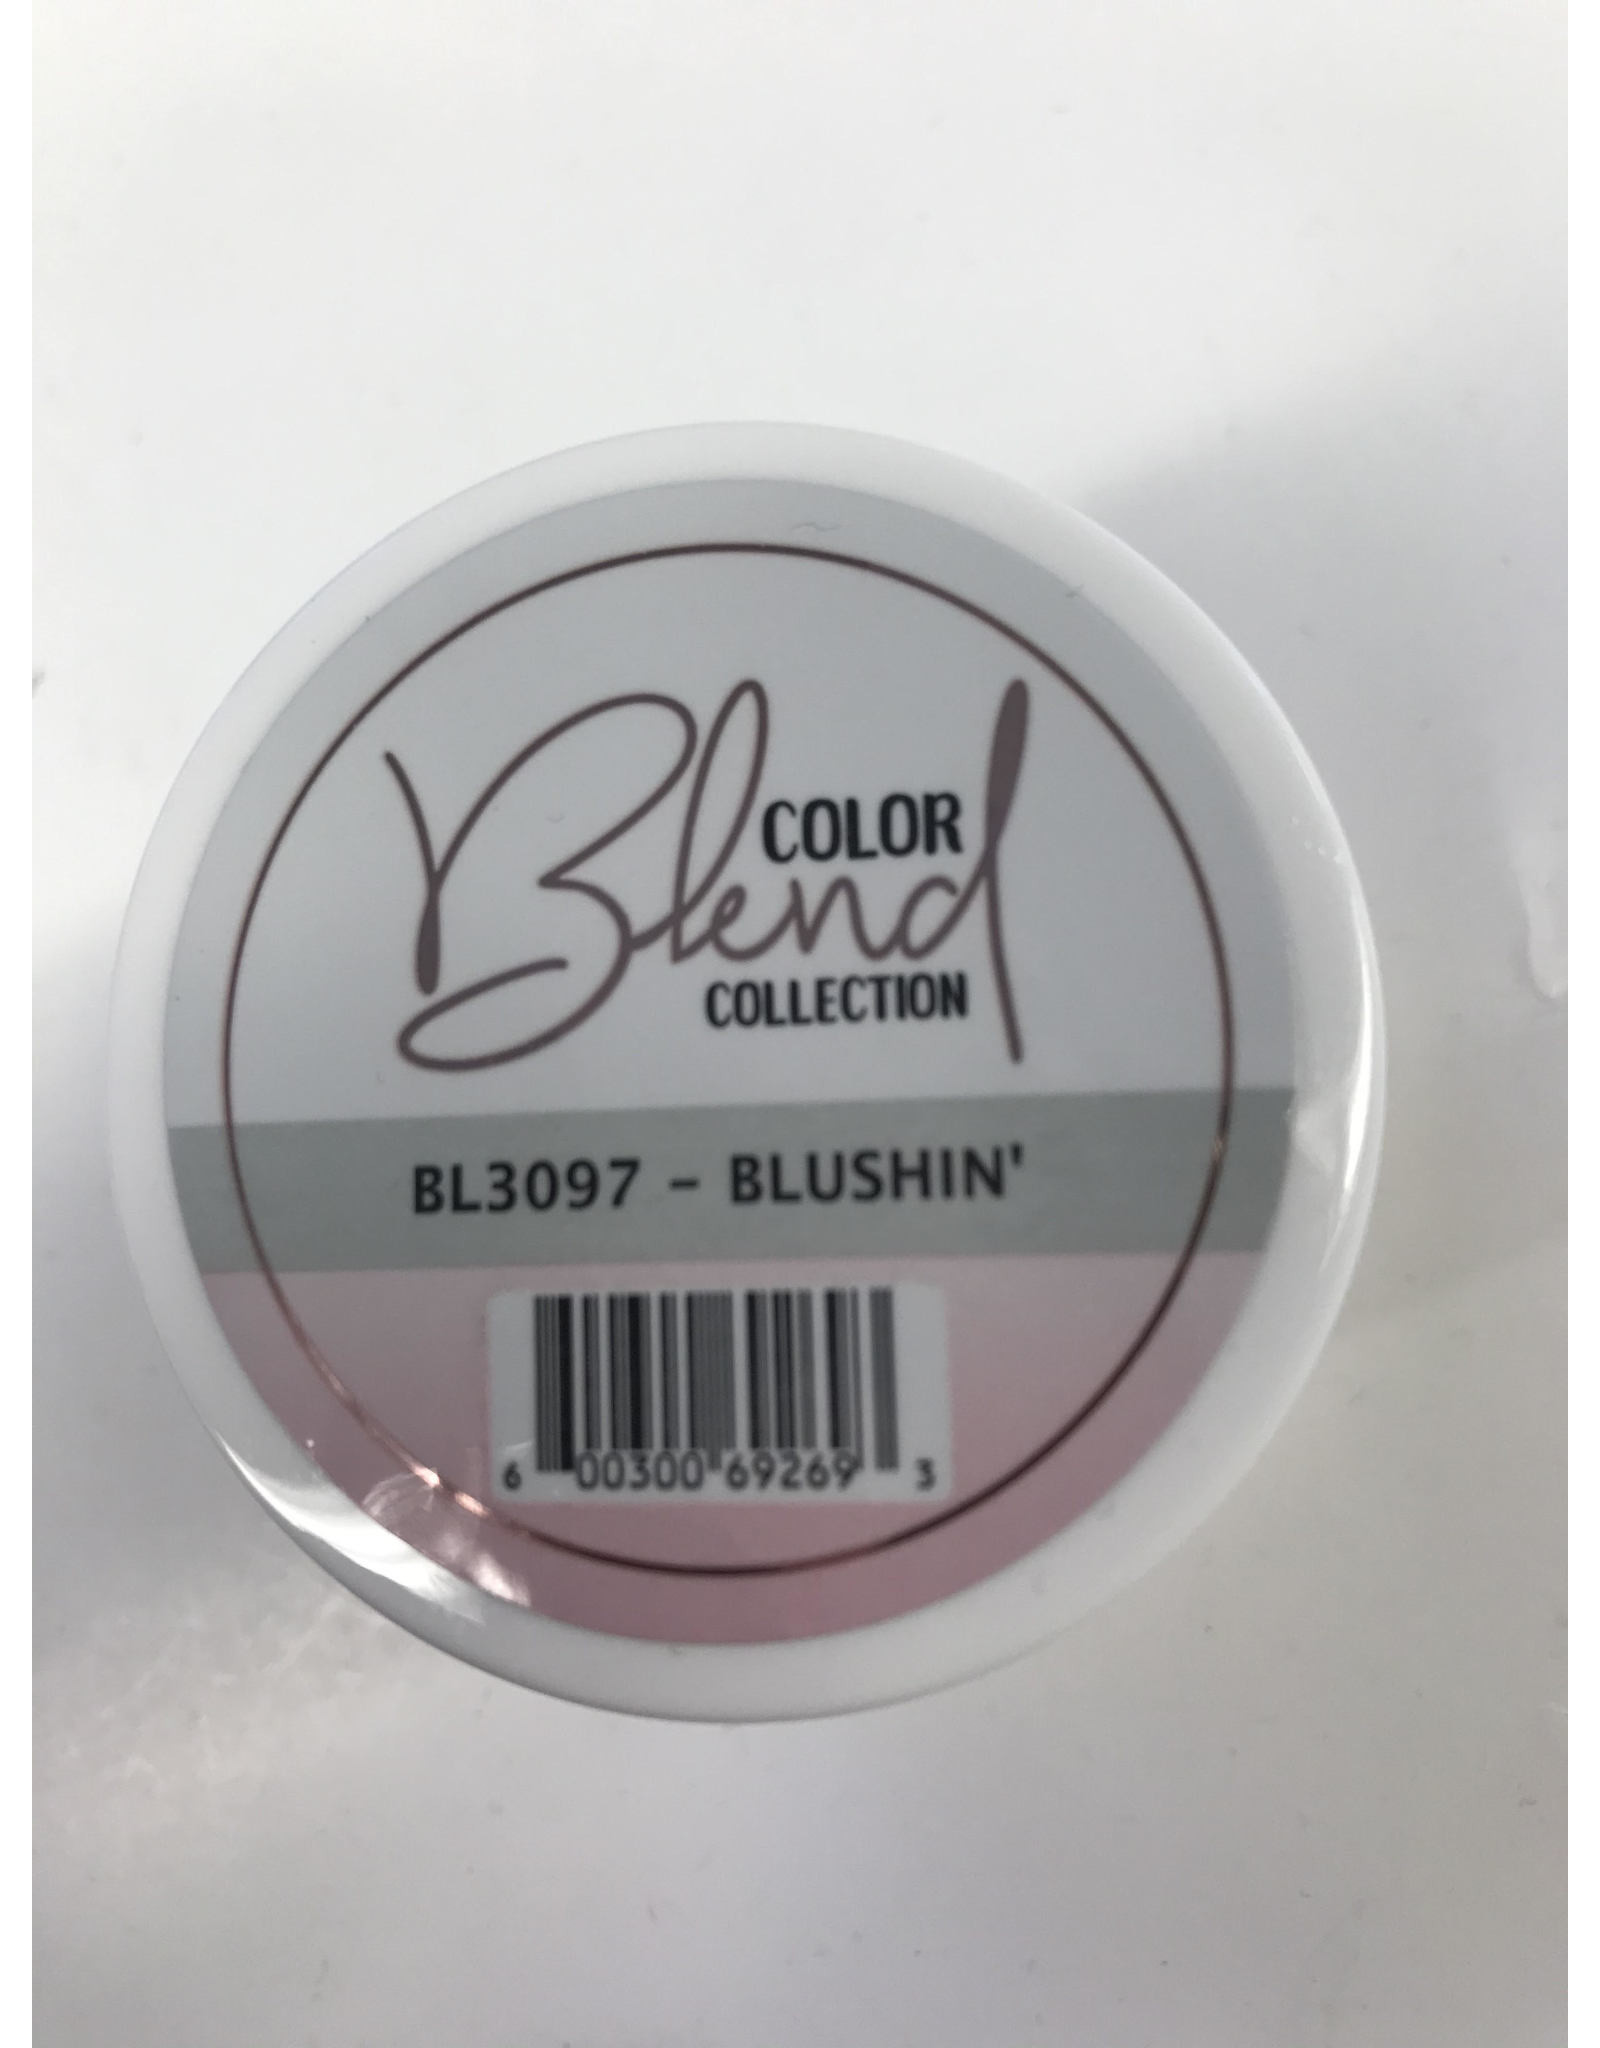 COLOR
Blend
COLLECTION
BL3097 - BLUSHIN'
6 00300 69269 3